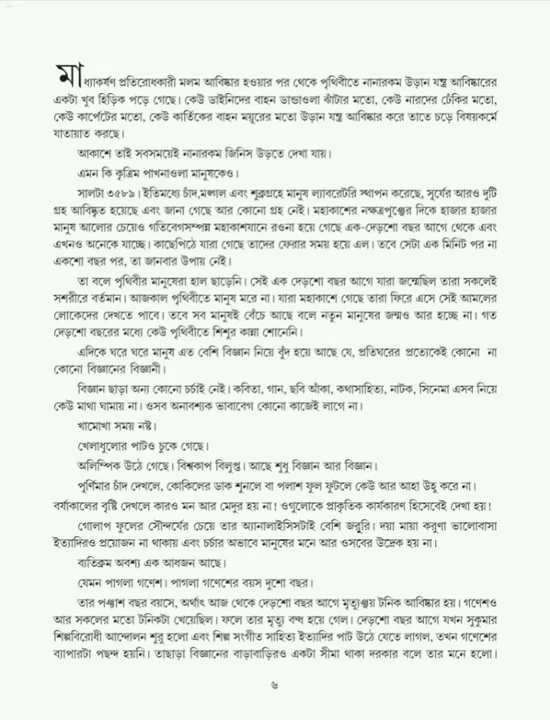 মাধ্যাকর্ষণ প্রতিরোধকারী মলম আবিষ্কার হওয়ার পর থেকে পৃথিবীতে নানারকম উড়ান যন্ত্র আবিষ্কারের
একটা খুব হিড়িক পড়ে গেছে। কেউ ডাইনিদের বাহন ডান্ডাওলা ঝাঁটার মতো, কেউ নারদের ঢেঁকির মতো,
কেউ কার্পেটের মতো, কেউ কার্তিকের বাহন ময়ূরের মতো উড়ান যন্ত্র আবিষ্কার করে তাতে চড়ে বিষয়কর্মে
যাতায়াত করছে।
আকাশে তাই সবসময়েই নানারকম জিনিস উড়তে দেখা যায়।
এমন কি কৃত্রিম পাখনাওলা মানুষকেও।
সালটা ৩৫৮৯। ইতিমধ্যে চাঁদ,মঙ্গল এবং শুক্রগ্রহে মানুষ ল্যাবরেটরি স্থাপন করেছে, সূর্যের আরও দুটি
গ্রহ আবিষ্কৃত হয়েছে এবং জানা গেছে আর কোনো গ্রহ নেই। মহাকাশের নক্ষত্রপুঞ্জের দিকে হাজার হাজার
মানুষ আলোর চেয়েও গতিবেগসম্পন্ন মহাকাশযানে রওনা হয়ে গেছে এক-দেড়শো বছর আগে থেকে এবং
এখনও অনেকে যাচ্ছে। কাছেপিঠে যারা গেছে তাদের ফেরার সময় হয়ে এল। তবে সেটা এক মিনিট পর না
একশো বছর পর, তা জানবার উপায় নেই।
তা বলে পৃথিবীর মানুষেরা হাল ছাড়েনি। সেই এক দেড়শো বছর আগে যারা জন্মেছিল তারা সকলেই
সশরীরে বর্তমান। আজকাল পৃথিবীতে মানুষ মরে না। যারা মহাকাশে গেছে তারা ফিরে এসে সেই আমলের
লোকেদের দেখতে পাবে। তবে সব মানুষই বেঁচে আছে বলে নতুন মানুষের জন্মও আর হচ্ছে না। গত
দেড়শো বছরের মধ্যে কেউ পৃথিবীতে শিশুর কান্না শোনেনি।
এদিকে ঘরে ঘরে মানুষ এত বেশি বিজ্ঞান নিয়ে বুঁদ হয়ে আছে যে, প্রতিঘরের প্রত্যেকেই কোনো না
কোনো বিজ্ঞানের বিজ্ঞানী।
বিজ্ঞান ছাড়া অন্য কোনো চর্চাই নেই। কবিতা, গান, ছবি আঁকা, কথাসাহিত্য, নাটক, সিনেমা এসব নিয়ে
কেউ মাথা ঘামায় না। ওসব অনাবশ্যক ভাবাবেগ কোনো কাজেই লাগে না।
খামোখা সময় নষ্ট।
খেলাধুলোর পাটও চুকে গেছে।
অলিম্পিক উঠে গেছে। বিশ্বকাপ বিলুপ্ত। আছে শুধু বিজ্ঞান আর বিজ্ঞান।
পূর্ণিমার চাঁদ দেখলে, কোকিলের ডাক শুনলে বা পলাশ ফুল ফুটলে কেউ আর আহা উহু করে না।
বর্ষাকালের বৃষ্টি দেখলে কারও মন আর মেদুর হয় না! ওগুলোকে প্রাকৃতিক কার্যকারণ হিসেবেই দেখা হয়!
গোলাপ ফুলের সৌন্দর্যের চেয়ে তার অ্যানালাইসিসটাই বেশি জরুরি। দয়া মায়া করুণা ভালোবাসা
ইত্যাদিরও প্রয়োজন না থাকায় এবং চর্চার অভাবে মানুষের মনে আর ওসবের উদ্রেক হয় না।
ব্যতিক্রম অবশ্য এক আধজন আছে।
যেমন পাগলা গণেশ। পাগলা গণেশের বয়স দুশো বছর।
তার পঞ্চাশ বছর বয়সে, অর্থাৎ আজ থেকে দেড়শো বছর আগে মৃত্যুঞ্জয় টনিক আবিষ্কার হয়। গণেশও
আর সকলের মতো টনিকটা খেয়েছিল। ফলে তার মৃত্যু বন্ধ হয়ে গেল। দেড়শো বছর আগে যখন সুকুমার
শিল্পবিরোধী আন্দোলন শুরু হলো এবং শিল্প সংগীত সাহিত্য ইত্যাদির পাট উঠে যেতে লাগল, তখন গণেশের
ব্যাপারটা পছন্দ হয়নি। তাছাড়া বিজ্ঞানের বাড়াবাড়িরও একটা সীমা থাকা দরকার বলে তার মনে হলো।
৬